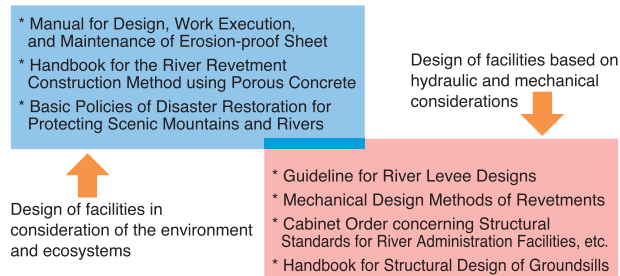 * Manual for Design, Work Execution,
and Maintenance of Erosion-proof Sheet
* Handbook for the River Revetment
Construction Method using Porous Concrete
* Basic Policies of Disaster Restoration for
Protecting Scenic Mountains and Rivers
Design of facilities based on
hydraulic and mechanical
considerations
Design of facilities in
consideration of the environment
and ecosystems
* Guideline for River Levee Designs
* Mechanical Design Methods of Revetments
* Cabinet Order concerning Structural
Standards for River Administration Facilities, etc.
* Handbook for Structural Design of Groundsills